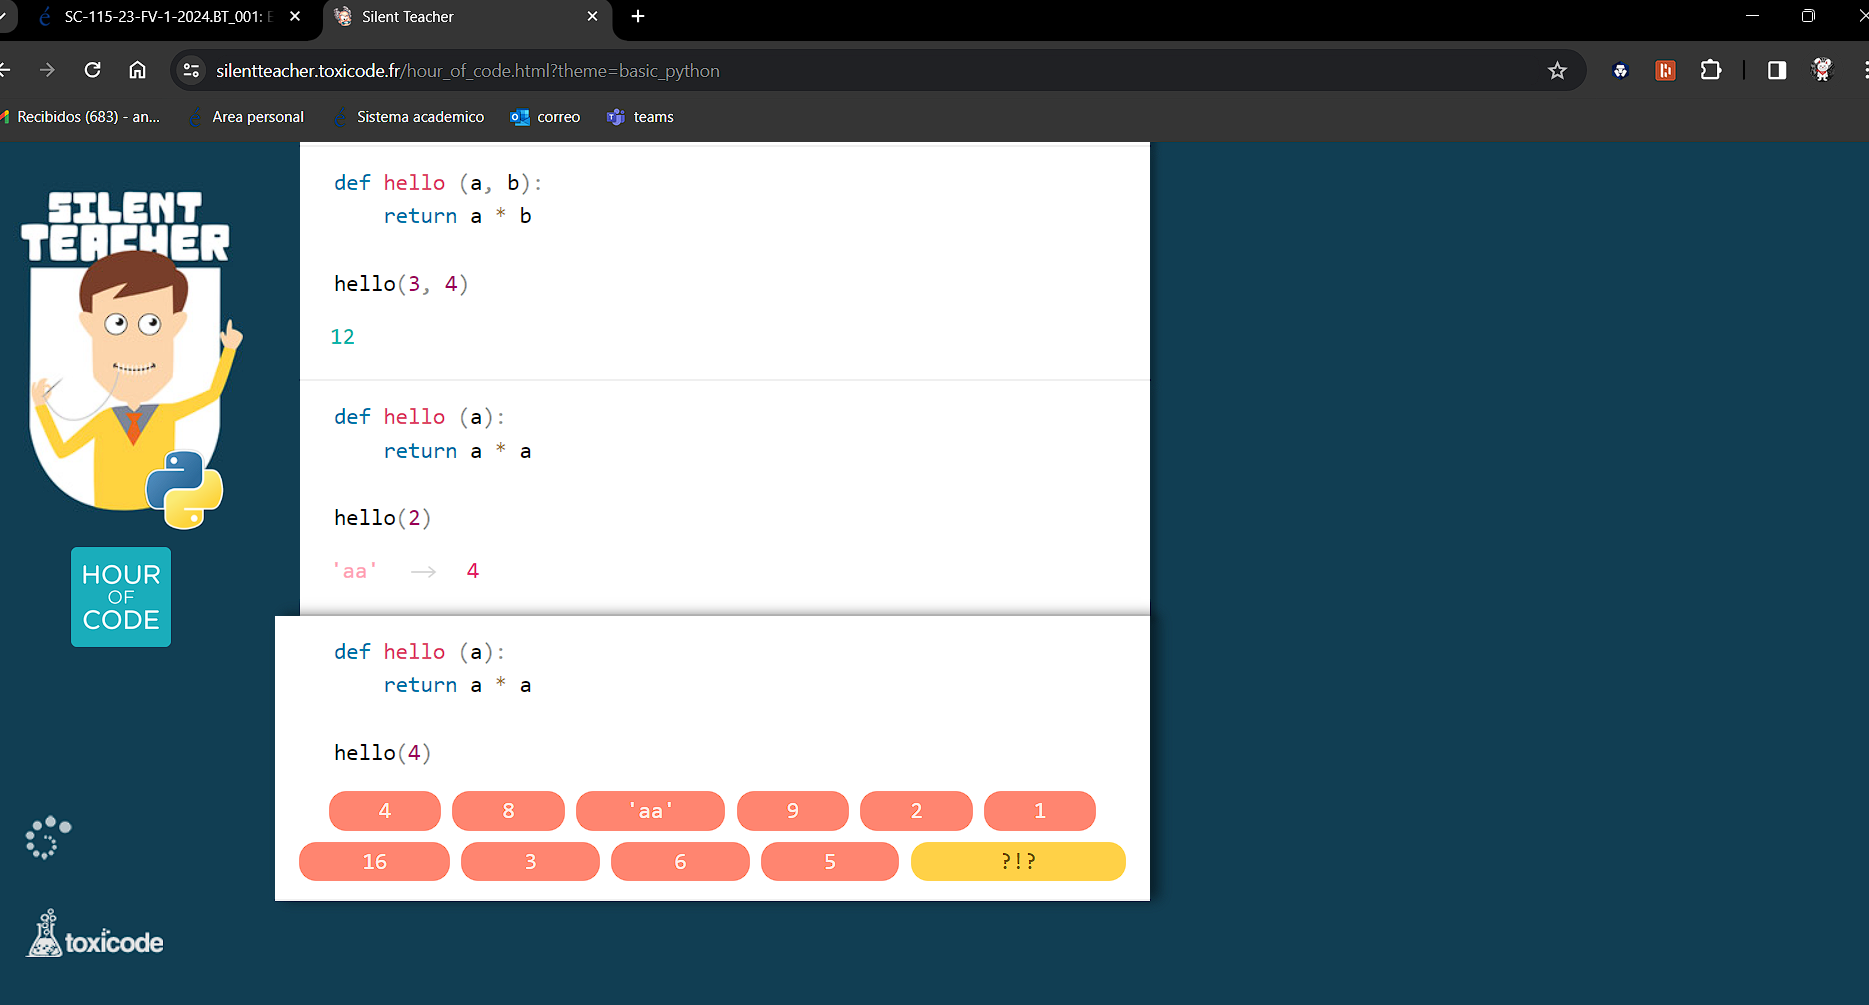 SC-115-23-FV-1-2024.BT_001: E
Silent Teacher
silentteacher.toxicode.fr/hour_of_code.html?theme=basic_python
Recibidos (683) - an...
Area personal
Sistema academico
correo
teams
SILENT
TEACHER
HOUR
OF
CODE
toxicode
def hello (a, b):
    return a * b
hello(3, 4)
12
def hello (a):
    return a * a
hello(2)
'aa' → 4
def hello (a):
    return a * a
hello(4)
4 8 'aa' 9 2 1
16 3 6 5 ?!?